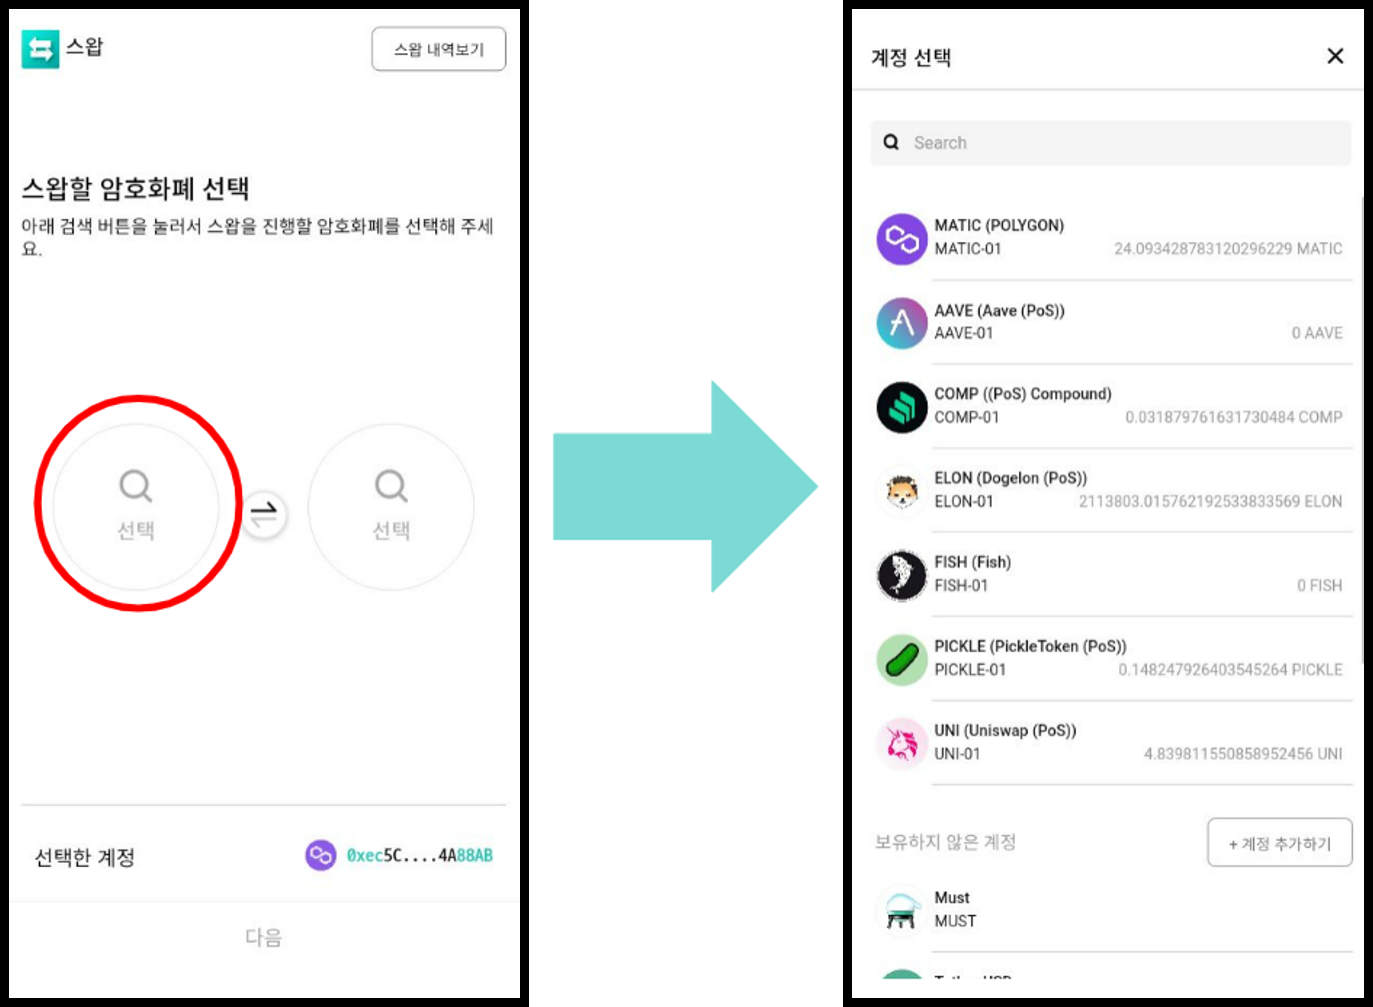 스왑
스왑 내역보기
스왑할 암호화폐 선택
아래 검색 버튼을 눌러서 스왑을 진행할 암호화폐를 선택해 주세
요.
선택
선택
선택한 계정
0xec5C....4A88AB
다음
계정 선택
Search
MATIC (POLYGON)
MATIC-01
24.093428783120296229 MATIC
AAVE (Aave (PoS))
AAVE-01
0 AAVE
COMP ((PoS) Compound)
COMP-01
0.031879761631730484 COMP
ELON (Dogelon (PoS))
ELON-01
2113803.015762192533833569 ELON
FISH (Fish)
FISH-01
0 FISH
PICKLE (PickleToken (PoS))
PICKLE-01
0.148247926403545264 PICKLE
UNI (Uniswap (PoS))
UNI-01
4.839811550858952456 UNI
보유하지 않은 계정
+ 계정 추가하기
Must
MUST